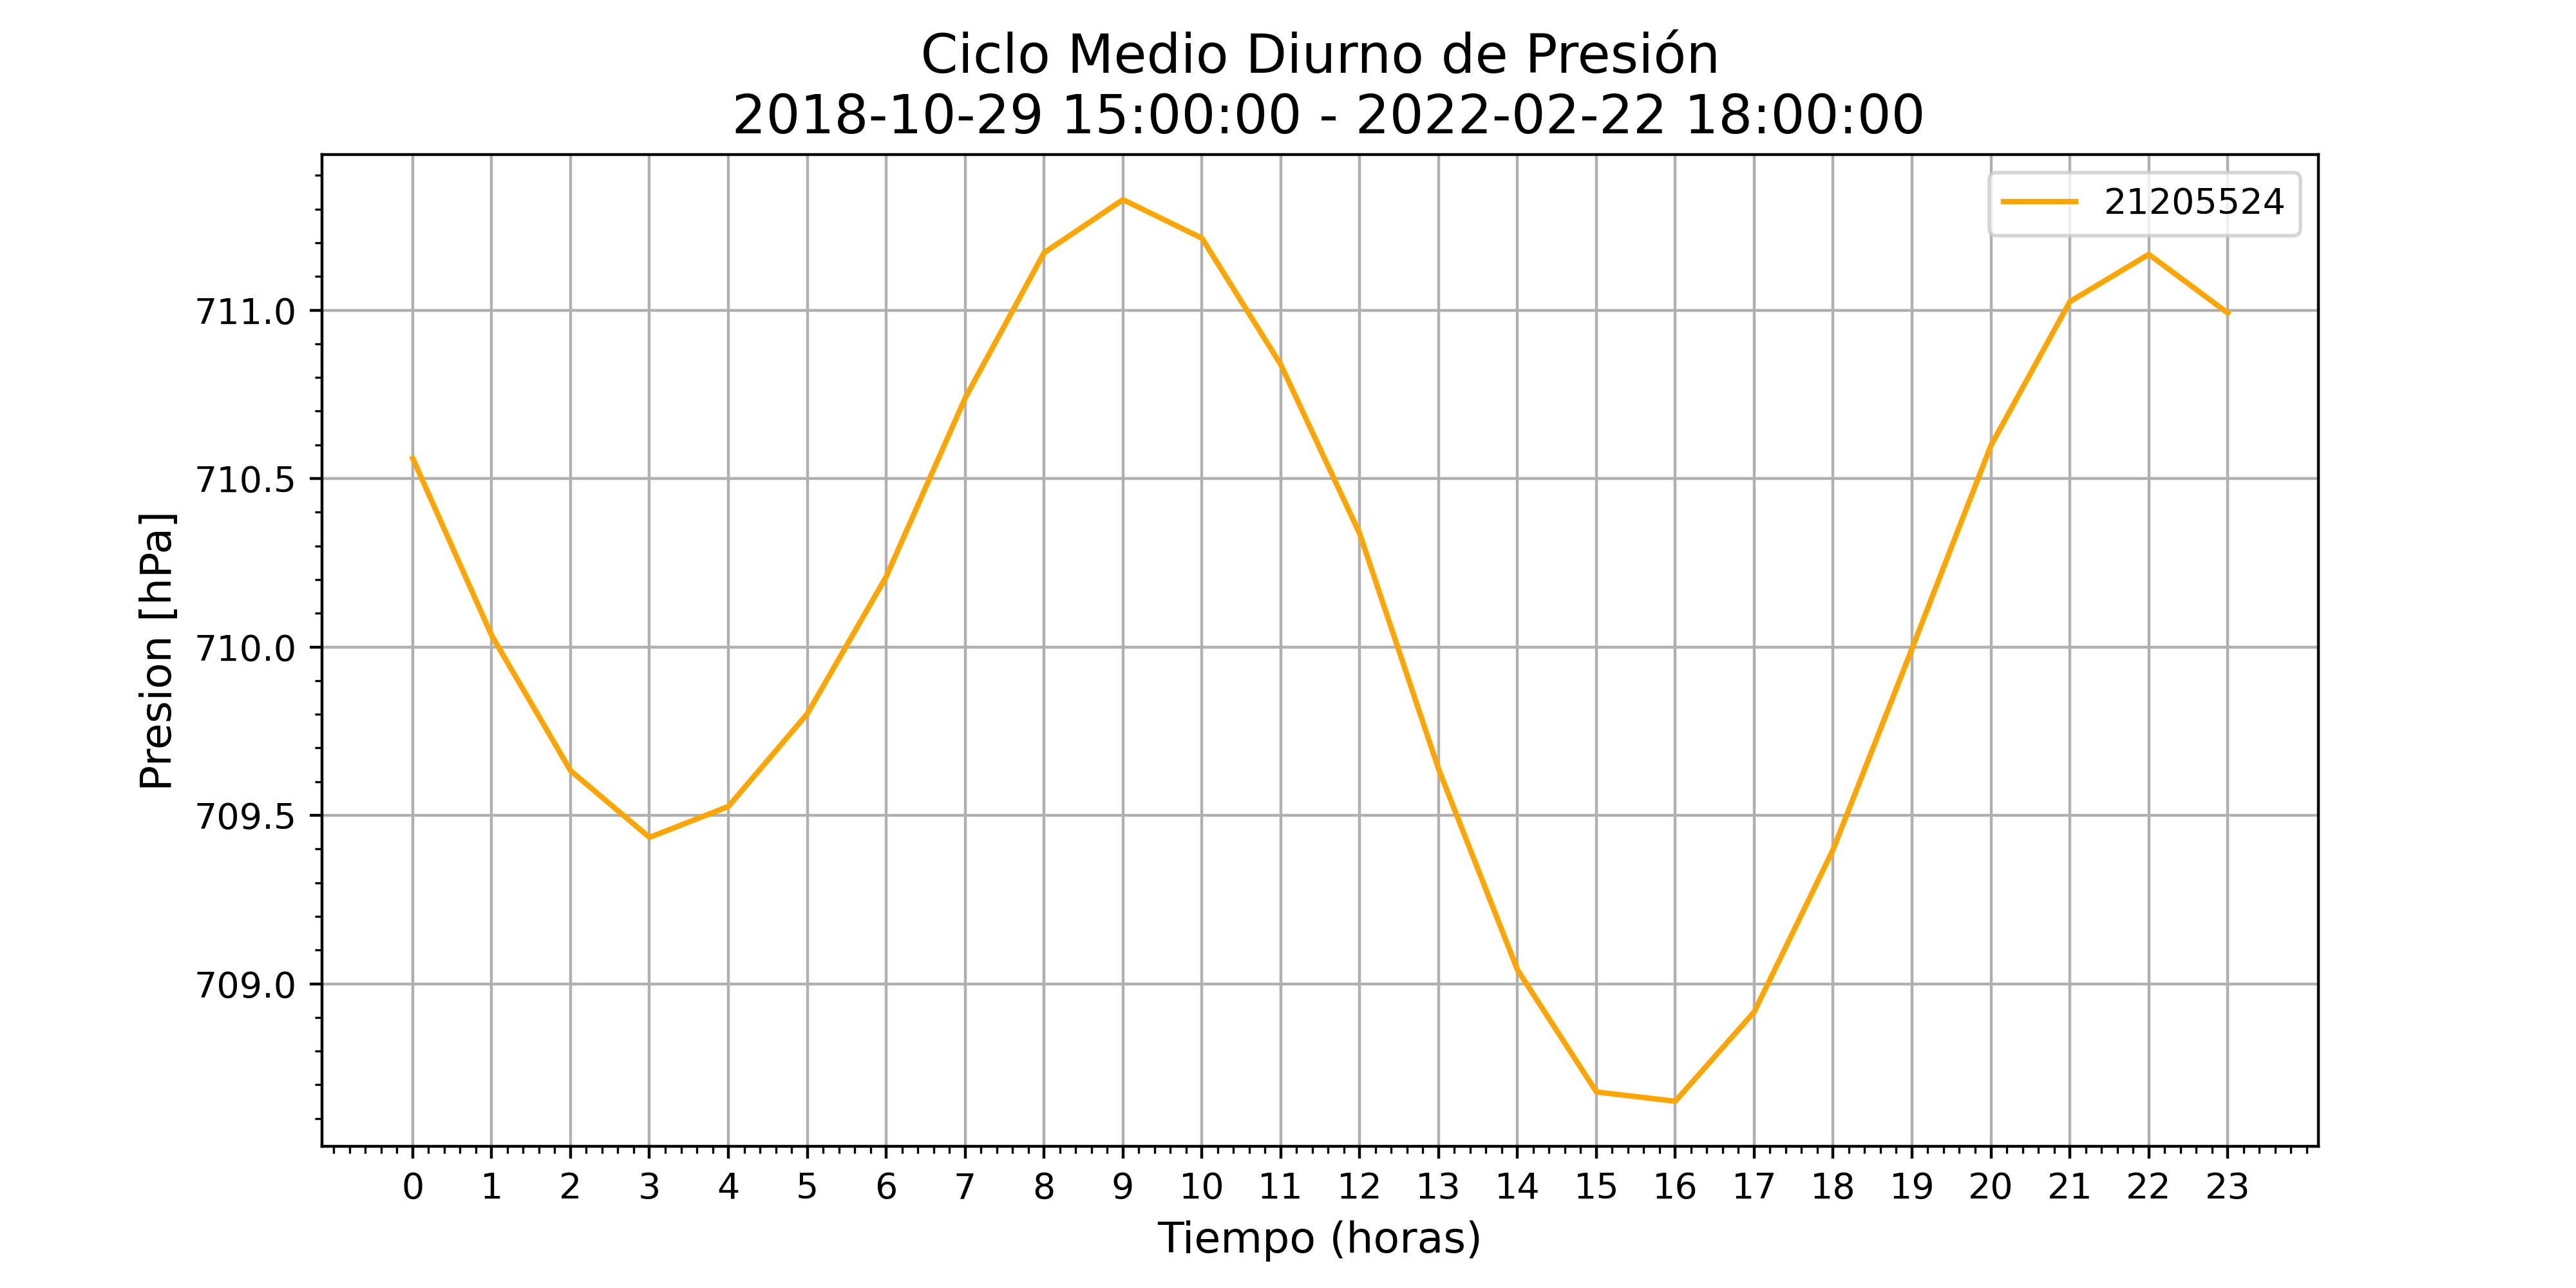 Ciclo Medio Diurno de Presión
2018-10-29 15:00:00 - 2022-02-22 18:00:00
21205524
Presion [hPa]
711.0
710.5
710.0
709.5
709.0
0 1 2 3 4 5 6 7 8 9 10 11 12 13 14 15 16 17 18 19 20 21 22 23
Tiempo (horas)